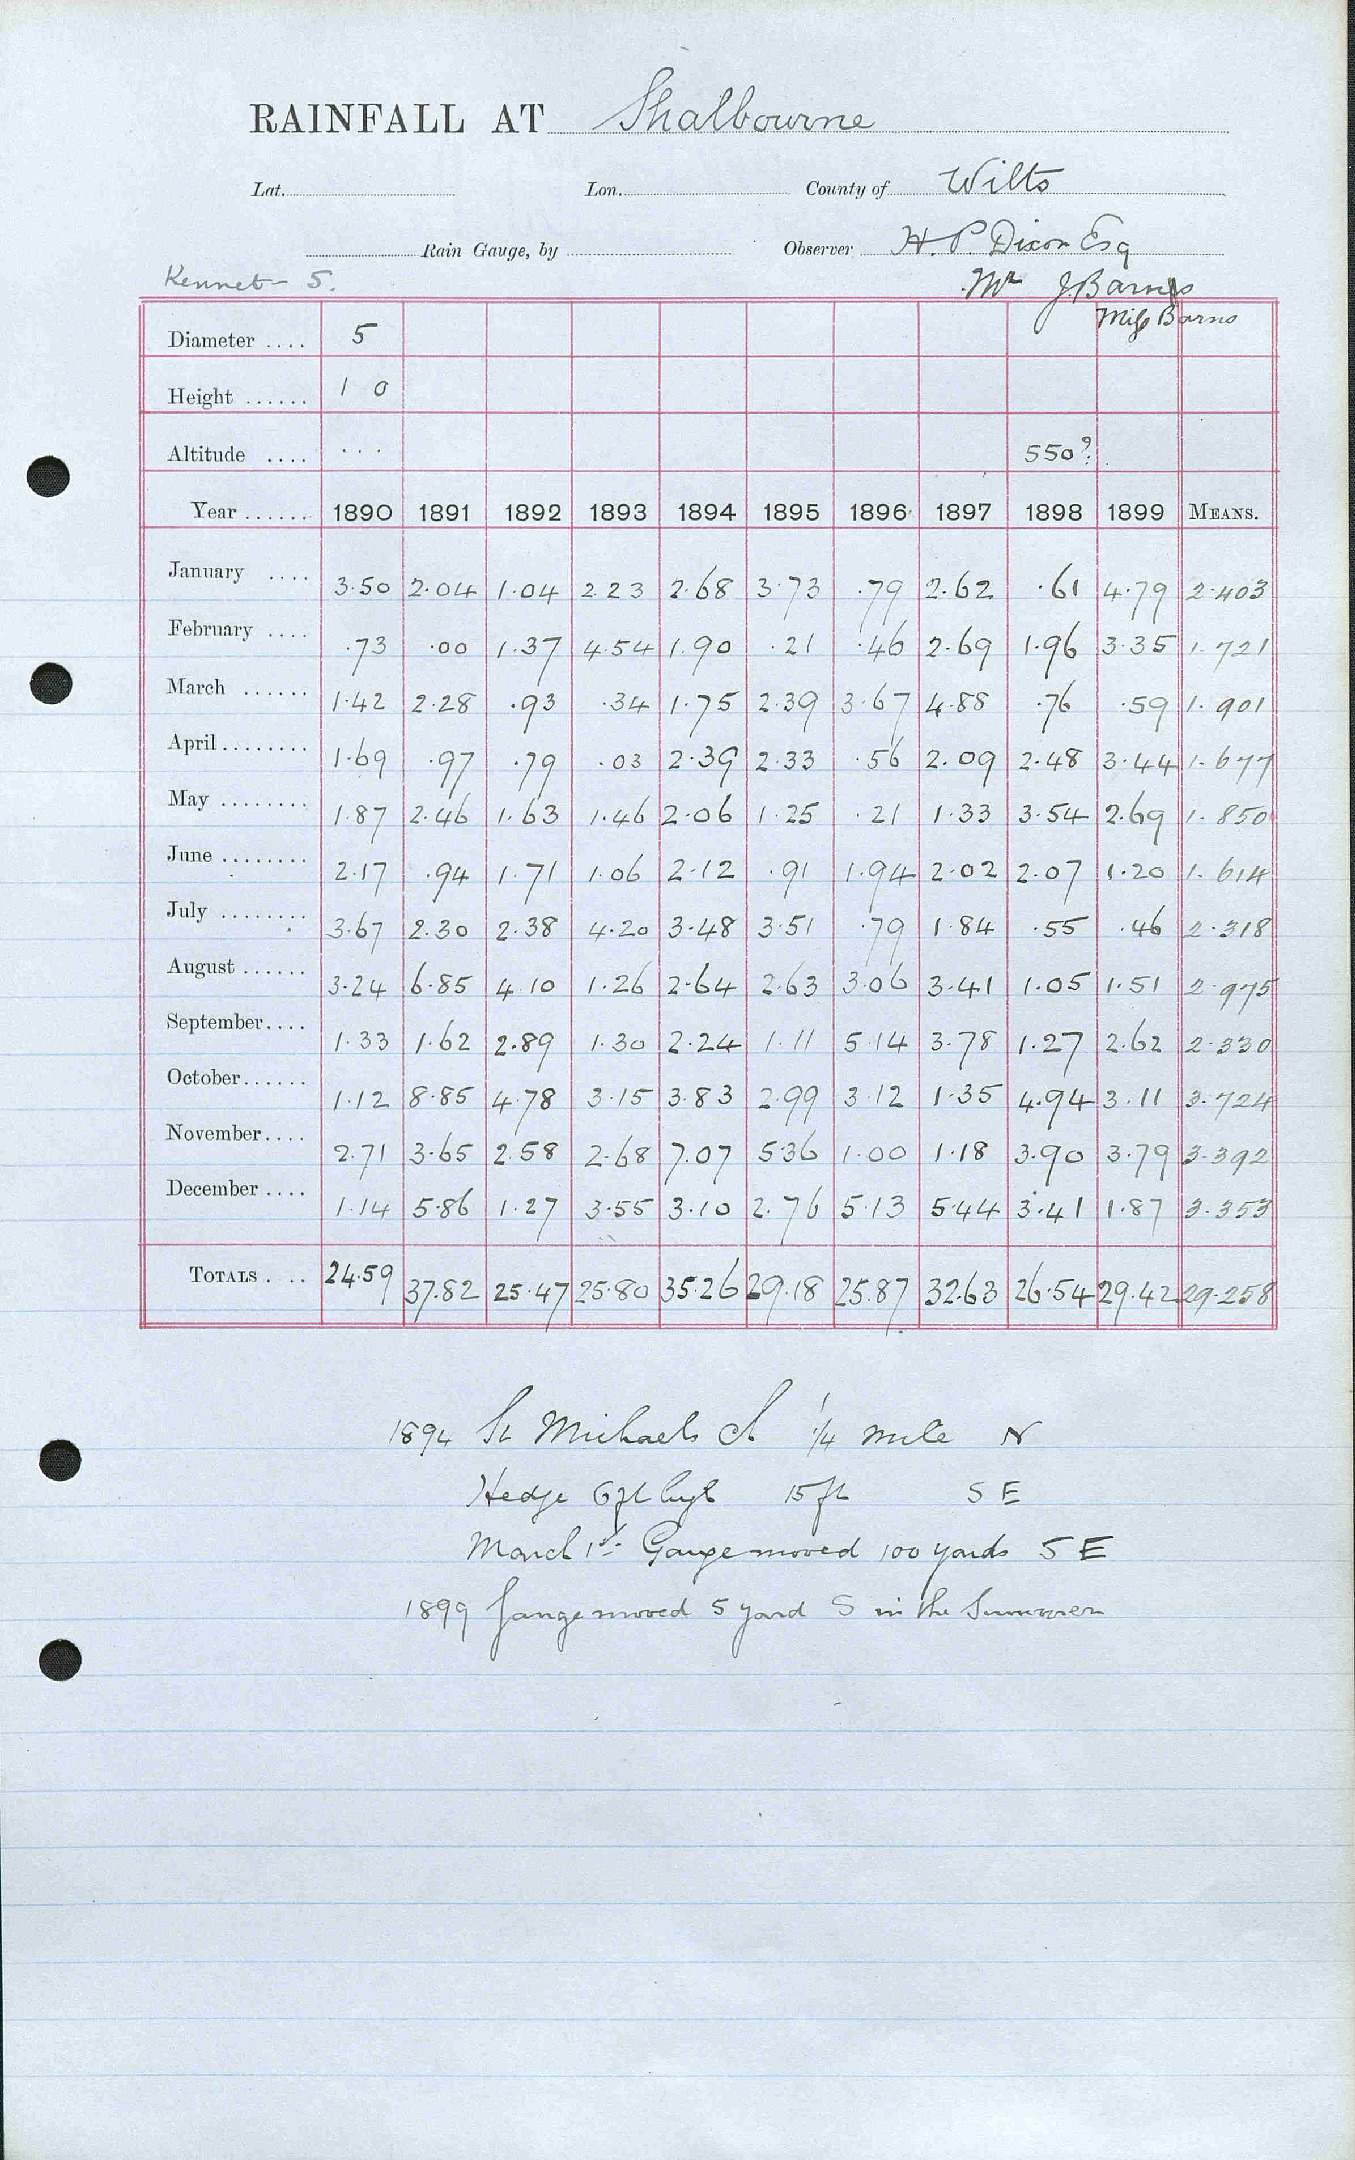 RAINFALL AT Shalbourne
Lat. Lon. County of Wilts
Rain Gauge, by Observer H. P. Dixon Esq
Kennet 5. Mr J. Barnes
Miss Barns
Diameter .... 5
Height ...... 1 0
Altitude .... ... 550?
Year ...... 1890 1891 1892 1893 1894 1895 1896 1897 1898 1899 MEANS.
January .... 3.50 2.04 1.04 2.23 2.68 3.73 .79 2.62 .61 4.79 2.403
February .... .73 .00 1.37 4.54 1.90 .21 .46 2.69 1.96 3.35 1.721
March ...... 1.42 2.28 .93 .34 1.75 2.39 3.67 4.88 .76 .59 1.901
April ........ 1.69 .97 .79 .03 2.39 2.33 .56 2.09 2.48 3.44 1.677
May ........ 1.87 2.46 1.63 1.46 2.06 1.25 .21 1.33 3.54 2.69 1.850
June ........ 2.17 .94 1.71 1.06 2.12 .91 1.94 2.02 2.07 1.20 1.614
July ........ 3.67 2.30 2.38 4.20 3.48 3.51 .79 1.84 .55 .46 2.318
August ...... 3.24 6.85 4.10 1.26 2.64 2.63 3.06 3.41 1.05 1.51 2.975
September .... 1.33 1.62 2.89 1.30 2.24 1.11 5.14 3.78 1.27 2.62 2.330
October ...... 1.12 8.85 4.78 3.15 3.83 2.99 3.12 1.35 4.94 3.11 3.724
November .... 2.71 3.65 2.58 2.68 7.07 5.36 1.00 1.18 3.90 3.79 3.392
December .... 1.14 5.86 1.27 3.55 3.10 2.76 5.13 5.44 3.41 1.87 3.353
TOTALS .... 24.59 37.82 25.47 25.80 35.26 29.18 25.87 32.63 26.54 29.42 29.258
1894 St Michaels Ch 1/4 mile N
Hedge 6ft high 15 ft S E
March 1st Gauge moved 100 yards S E
1899 Gauge moved 5 yard S in the Summer